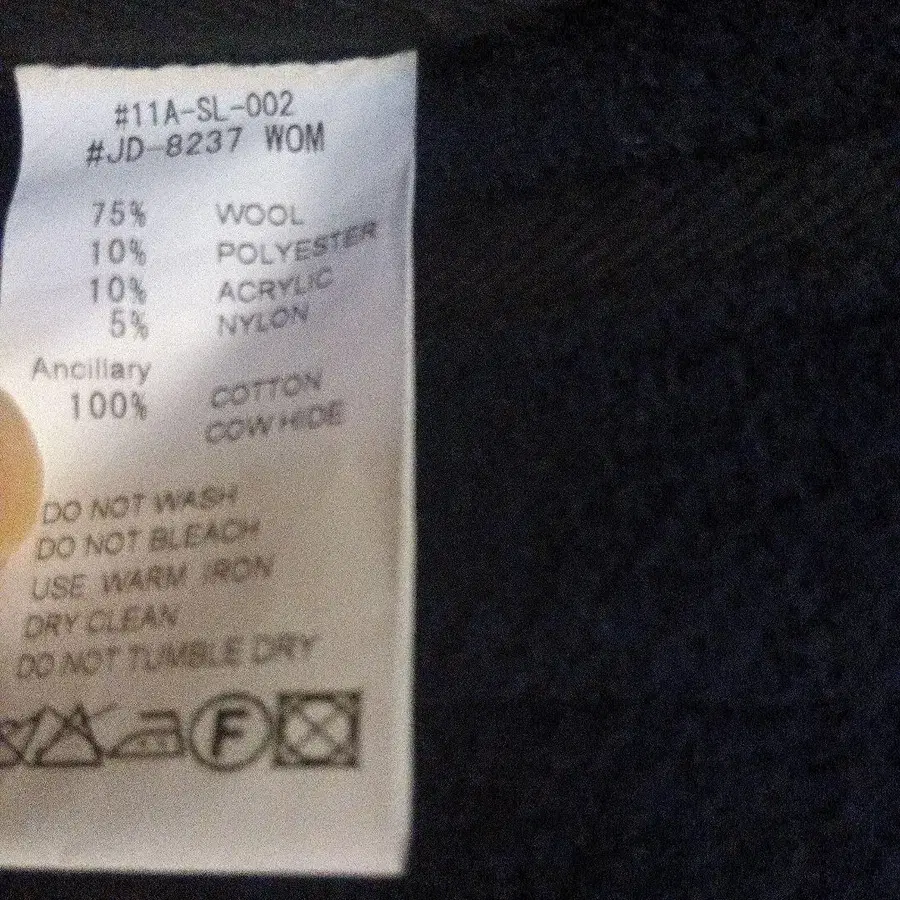 #11A-SL-002
#JD-8237 WOM
75% WOOL
10% POLYESTER
10% ACRYLIC
5% NYLON
Ancillary
100% COTTON
COW HIDE
DO NOT WASH
DO NOT BLEACH
USE WARM IRON
DRY CLEAN
DO NOT TUMBLE DRY
F